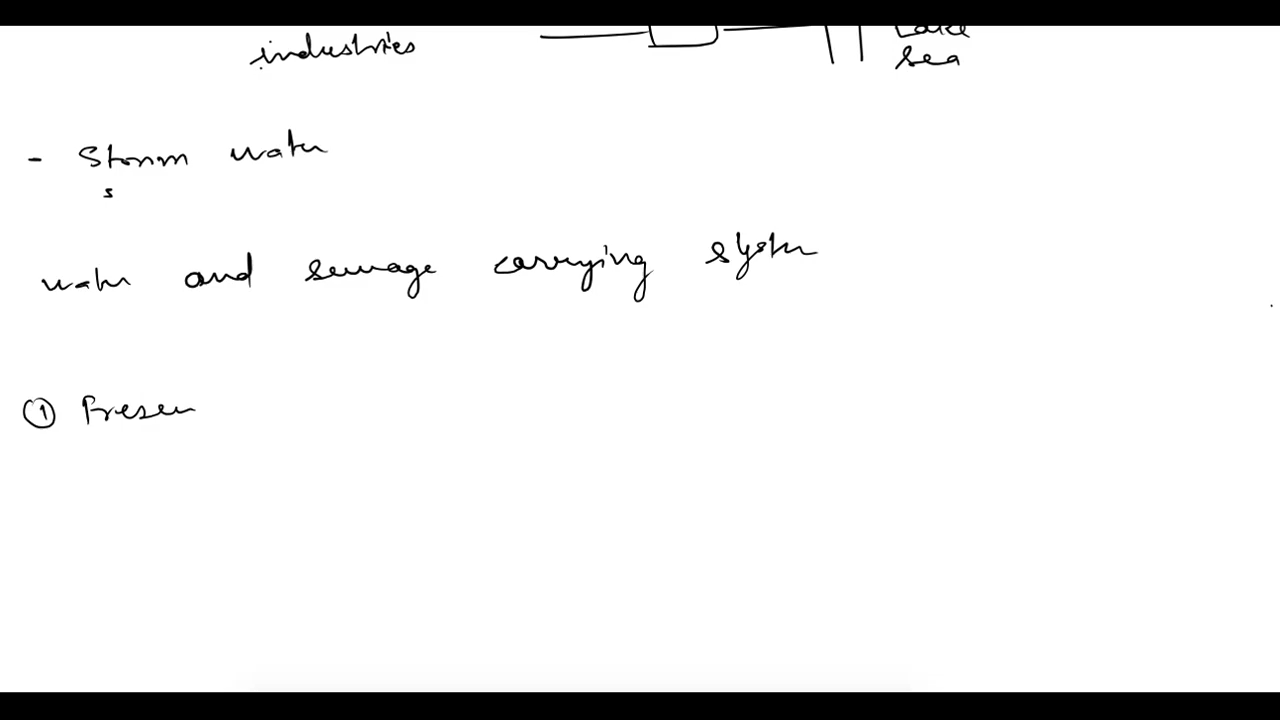 Lake
industries
Sea
- Storm water
s
water and sewage carrying system
① Presen